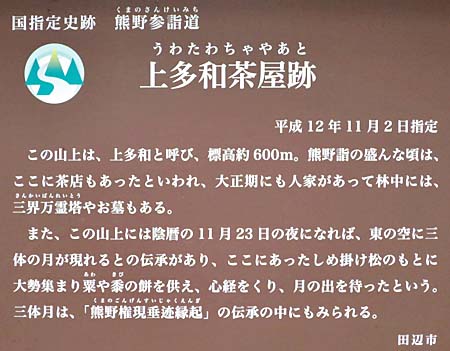 くまのさんけいみち
国指定史跡 熊野参詣道
うわたわちゃやあと
上多和茶屋跡
平成12年11月2日指定
この山上は、上多和と呼び、標高約600m。熊野詣の盛んな頃は、
ここに茶店もあったといわれ、大正期にも人家があって林中には、
さんかいばんれいとう
三界万霊塔やお墓もある。
また、この山上には陰暦の11月23日の夜になれば、東の空に三
体の月が現れるとの伝承があり、ここにあったしめ掛け松のもとに
あわ きび
大勢集まり粟や黍の餅を供え、心経をくり、月の出を待ったという。
くまのごんげんすいじゃくえんぎ
三体月は、「熊野権現垂迹縁起」の伝承の中にもみられる。
田辺市